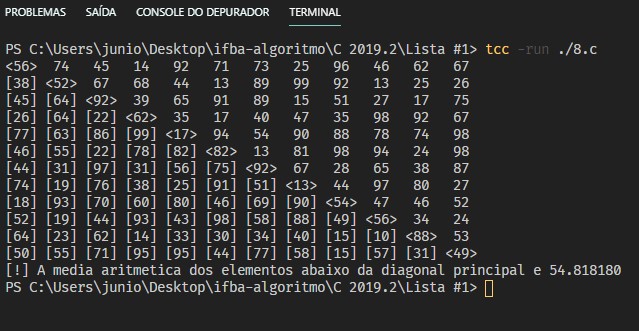 PROBLEMAS SAÍDA CONSOLE DO DEPURADOR TERMINAL
PS C:\Users\junio\Desktop\ifba-algoritmo\C 2019.2\Lista #1> tcc -run ./8.c
<56> 74 45 14 92 71 73 25 96 46 62 67
[38] <52> 67 68 44 13 89 99 92 13 25 26
[45] [64] <92> 39 65 91 89 15 51 27 17 75
[26] [64] [22] <62> 35 17 40 47 35 98 92 67
[77] [63] [86] [99] <17> 94 54 90 88 78 74 98
[46] [55] [22] [78] [82] <82> 13 81 98 94 24 98
[44] [31] [97] [31] [56] [75] <92> 67 28 65 38 87
[74] [19] [76] [38] [25] [91] [51] <13> 44 97 80 27
[18] [93] [70] [60] [80] [46] [69] [90] <54> 47 46 52
[52] [19] [44] [93] [43] [98] [58] [88] [49] <56> 34 24
[64] [23] [62] [14] [33] [30] [34] [40] [15] [10] <88> 53
[50] [55] [71] [95] [95] [44] [77] [58] [15] [57] [31] <49>
[!] A media aritmetica dos elementos abaixo da diagonal principal e 54.818180
PS C:\Users\junio\Desktop\ifba-algoritmo\C 2019.2\Lista #1>